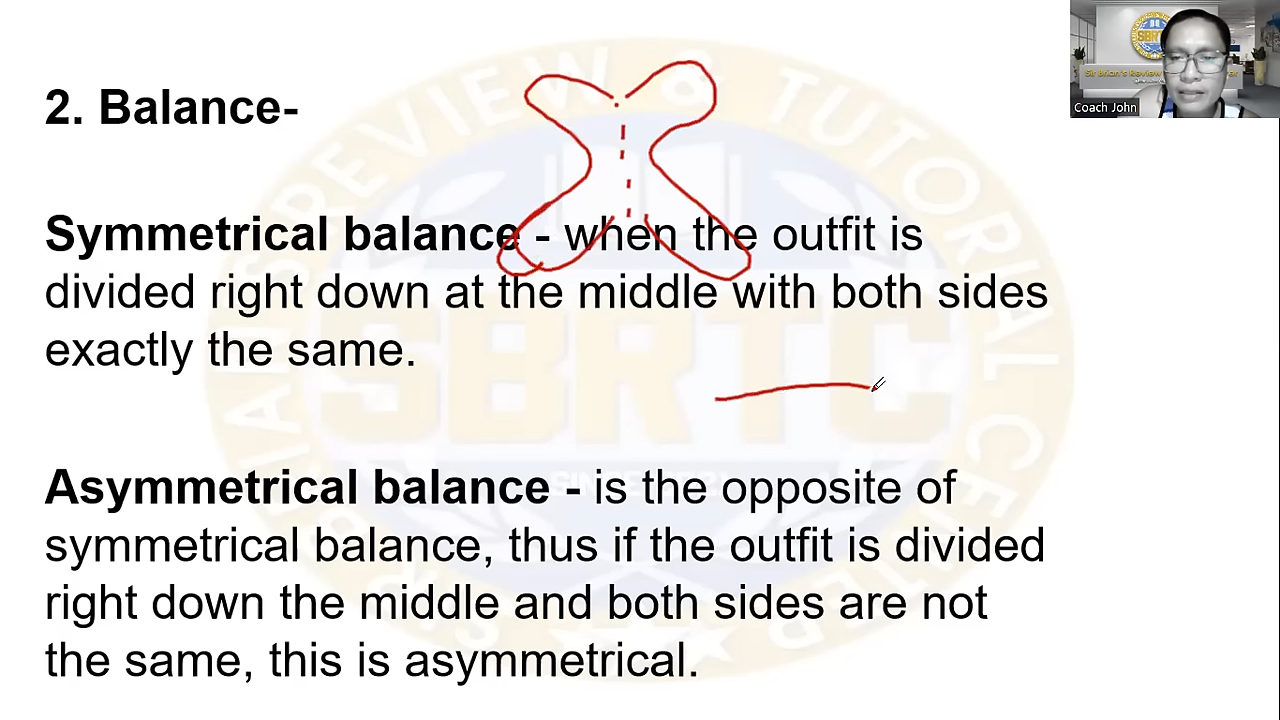 2. Balance-
Symmetrical balance - when the outfit is
divided right down at the middle with both sides
exactly the same.
Asymmetrical balance - is the opposite of
symmetrical balance, thus if the outfit is divided
right down the middle and both sides are not
the same, this is asymmetrical.
Coach John
SBRTC